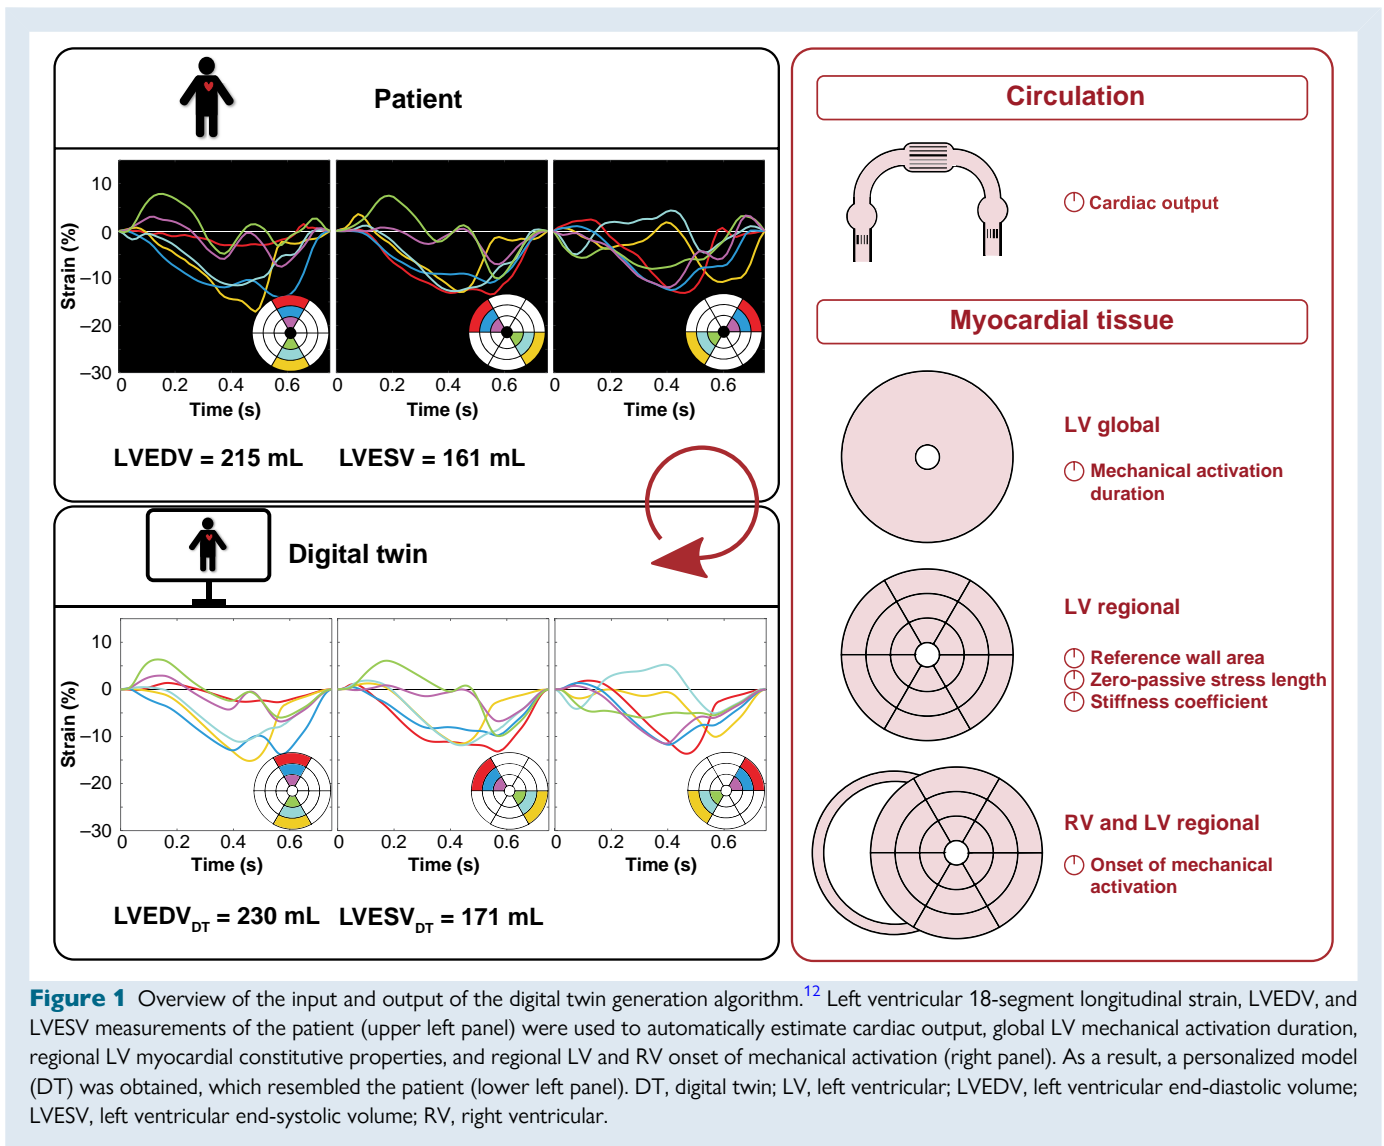 Patient
10
0
–10
–20
–30
Strain (%)
0 0.2 0.4 0.6
0 0.2 0.4 0.6
0 0.2 0.4 0.6
Time (s)
Time (s)
Time (s)
LVEDV = 215 mL
LVESV = 161 mL
Digital twin
10
0
–10
–20
–30
Strain (%)
0 0.2 0.4 0.6
0 0.2 0.4 0.6
0 0.2 0.4 0.6
Time (s)
Time (s)
Time (s)
LVEDV_DT = 230 mL
LVESV_DT = 171 mL
Circulation
Cardiac output
Myocardial tissue
LV global
Mechanical activation
duration
LV regional
Reference wall area
Zero-passive stress length
Stiffness coefficient
RV and LV regional
Onset of mechanical
activation
Figure 1 Overview of the input and output of the digital twin generation algorithm.12 Left ventricular 18-segment longitudinal strain, LVEDV, and
LVESV measurements of the patient (upper left panel) were used to automatically estimate cardiac output, global LV mechanical activation duration,
regional LV myocardial constitutive properties, and regional LV and RV onset of mechanical activation (right panel). As a result, a personalized model
(DT) was obtained, which resembled the patient (lower left panel). DT, digital twin; LV, left ventricular; LVEDV, left ventricular end-diastolic volume;
LVESV, left ventricular end-systolic volume; RV, right ventricular.